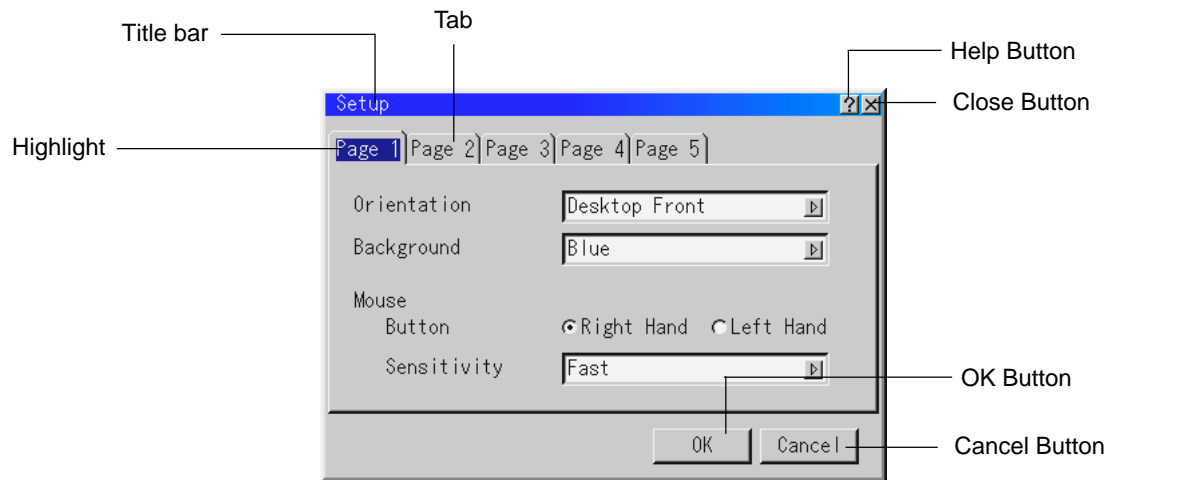 Title bar
Tab
Help Button
Setup
?
Close Button
Highlight
Page 1 Page 2 Page 3 Page 4 Page 5
Orientation Desktop Front
Background Blue
Mouse
Button Right Hand Left Hand
Sensitivity Fast
OK Button
OK Cancel
Cancel Button